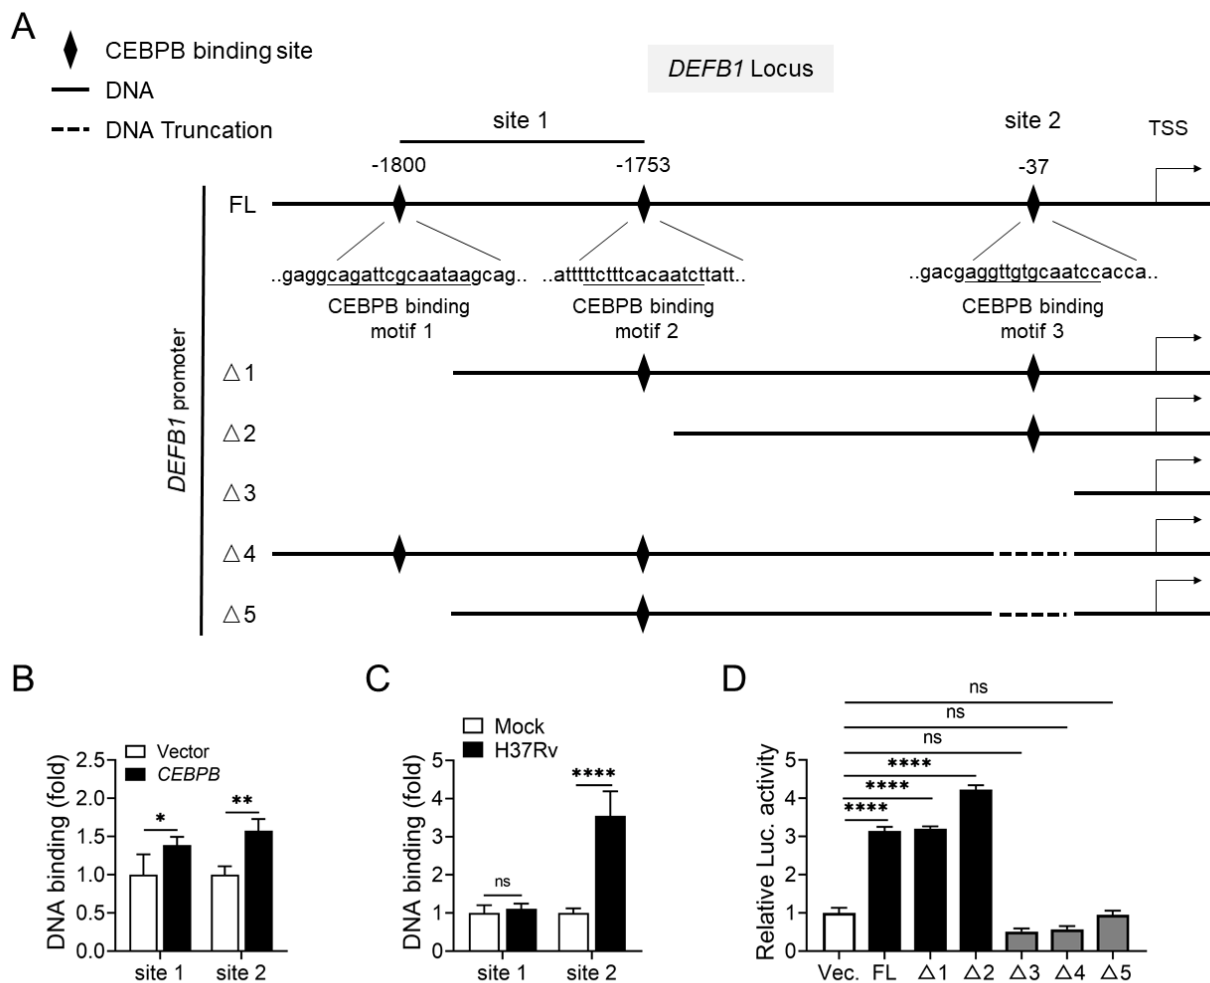 A
CEBPB binding site
DNA
DNA Truncation
DEFB1 Locus
site 1
site 2
TSS
-1800
-1753
-37
FL
..gaggcagattcgcaataagcag..
..atttttctttcacaatcttatt..
..gacgaggttgtgcaatccacca..
CEBPB binding
motif 1
CEBPB binding
motif 2
CEBPB binding
motif 3
DEFB1 promoter
△1
△2
△3
△4
△5
B
Vector
CEBPB
DNA binding (fold)
2.5
2.0
1.5
1.0
0.5
0.0
*
**
site 1
site 2
C
Mock
H37Rv
DNA binding (fold)
5
4
3
2
1
0
ns
****
site 1
site 2
D
ns
ns
ns
****
****
****
Relative Luc. activity
5
4
3
2
1
0
Vec.
FL
△1
△2
△3
△4
△5